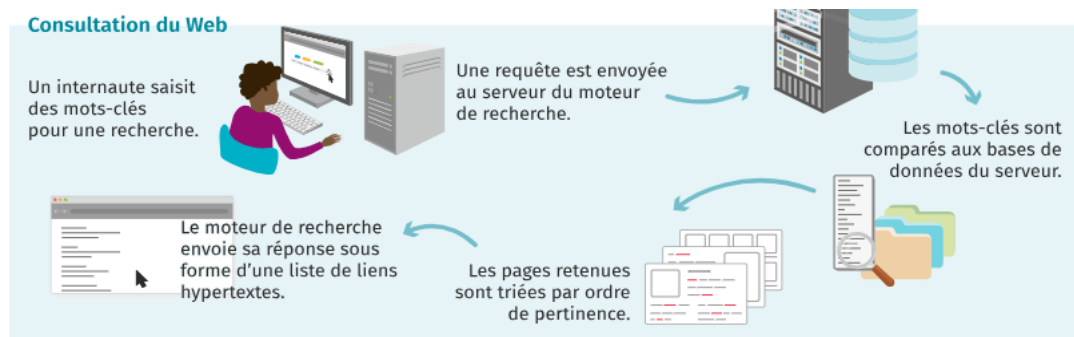 Consultation du Web
Un internaute saisit
des mots-clés
pour une recherche.
Une requête est envoyée
au serveur du moteur
de recherche.
Les mots-clés sont
comparés aux bases de
données du serveur.
Les pages retenues
sont triées par ordre
de pertinence.
Le moteur de recherche
envoie sa réponse sous
forme d'une liste de liens
hypertextes.